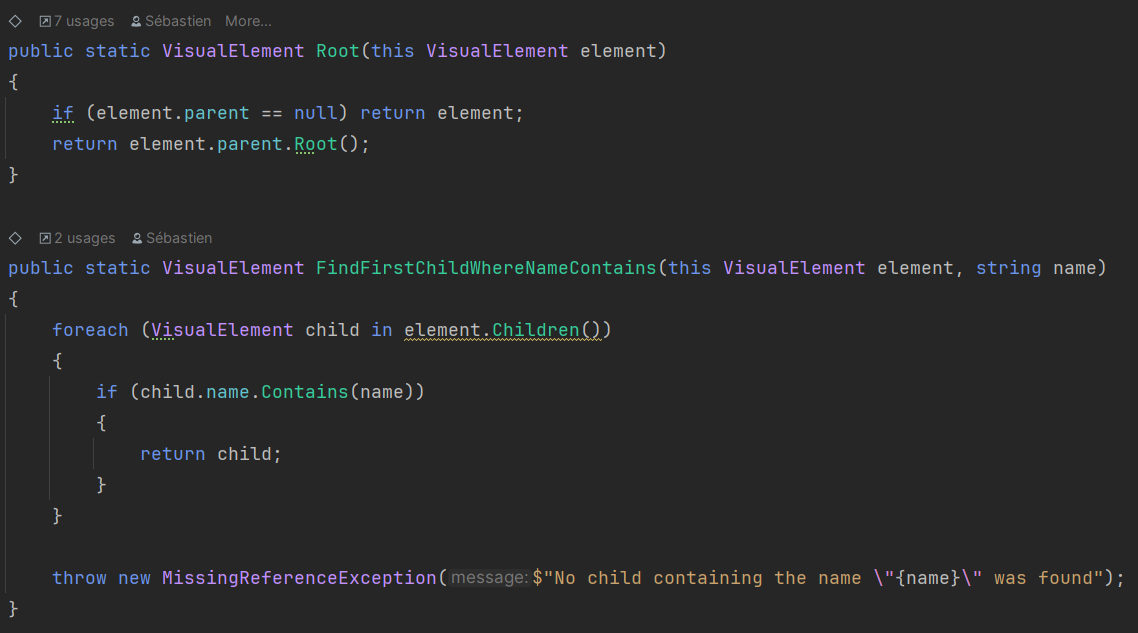 7 usages Sébastien More...
public static VisualElement Root(this VisualElement element)
{
if (element.parent == null) return element;
return element.parent.Root();
}
2 usages Sébastien
public static VisualElement FindFirstChildWhereNameContains(this VisualElement element, string name)
{
foreach (VisualElement child in element.Children())
{
if (child.name.Contains(name))
{
return child;
}
}
throw new MissingReferenceException(message:$"No child containing the name \"{name}\" was found");
}